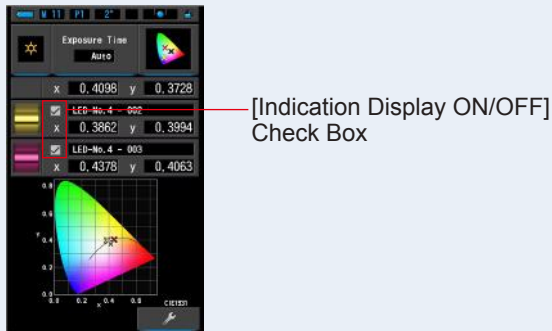 M 11 P1 2°
Exposure Time
Auto
x 0.4098 y 0.3728
LED-No.4 - 002
x 0.3862 y 0.3994
LED-No.4 - 003
x 0.4378 y 0.4063
[Indication Display ON/OFF]
Check Box
0.8
0.6
Y
0.4
0.2
0.0
0.0 0.2 x 0.4 0.6 CIE1931